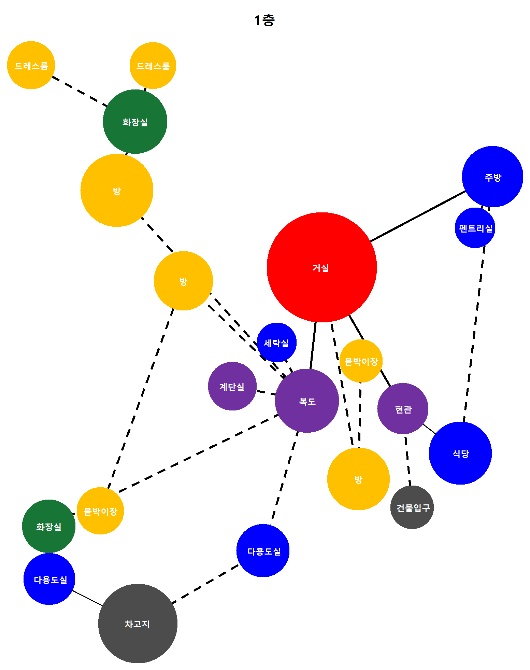 1층
드레스룸
드레스룸
화장실
주방
방
펜트리실
거실
방
세탁실
붙박이장
계단실
복도
현관
식당
방
붙박이장
건물입구
화장실
다용도실
다용도실
차고지